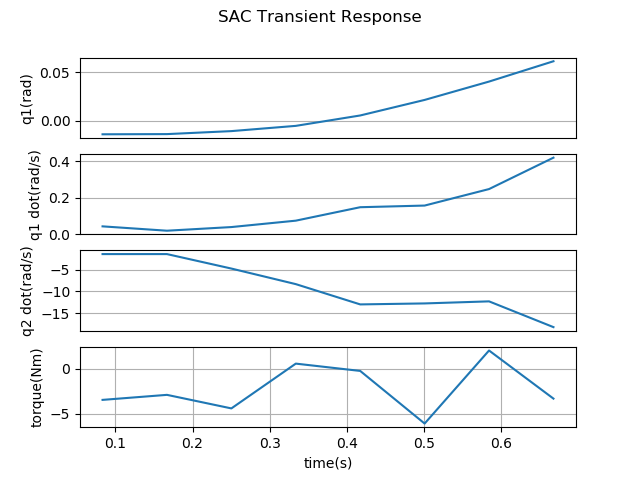 SAC Transient Response
q1(rad)
0.05
0.00
q1 dot(rad/s)
0.4
0.2
0.0
q2 dot(rad/s)
−5
−10
−15
torque(Nm)
0
−5
0.1 0.2 0.3 0.4 0.5 0.6
time(s)